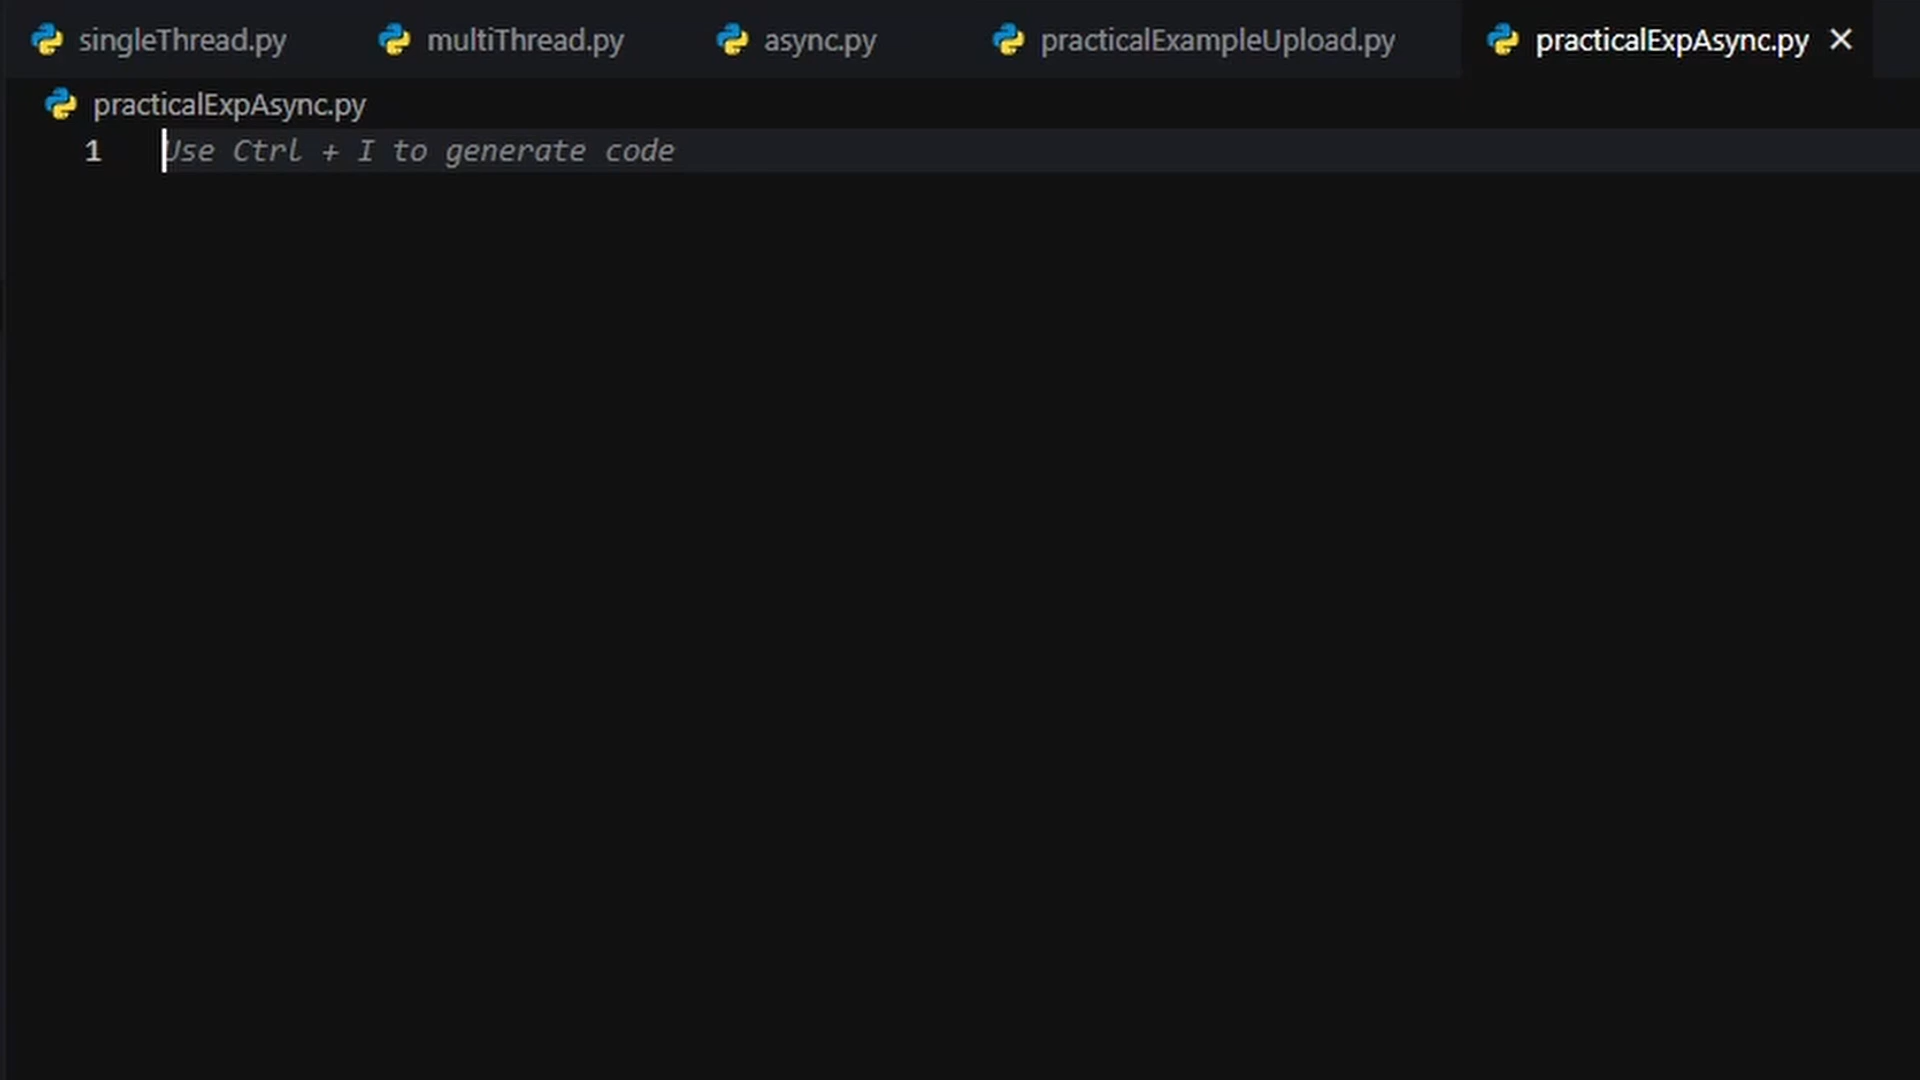 singleThread.py multiThread.py async.py practicalExampleUpload.py practicalExpAsync.py
practicalExpAsync.py
1 Use Ctrl + I to generate code